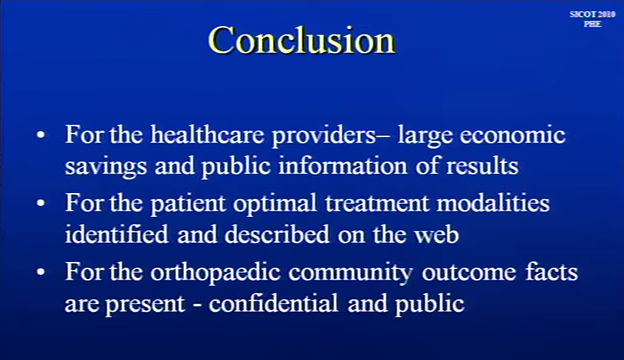 SICOT 2010
PHE
Conclusion
• For the healthcare providers– large economic
savings and public information of results
• For the patient optimal treatment modalities
identified and described on the web
• For the orthopaedic community outcome facts
are present - confidential and public